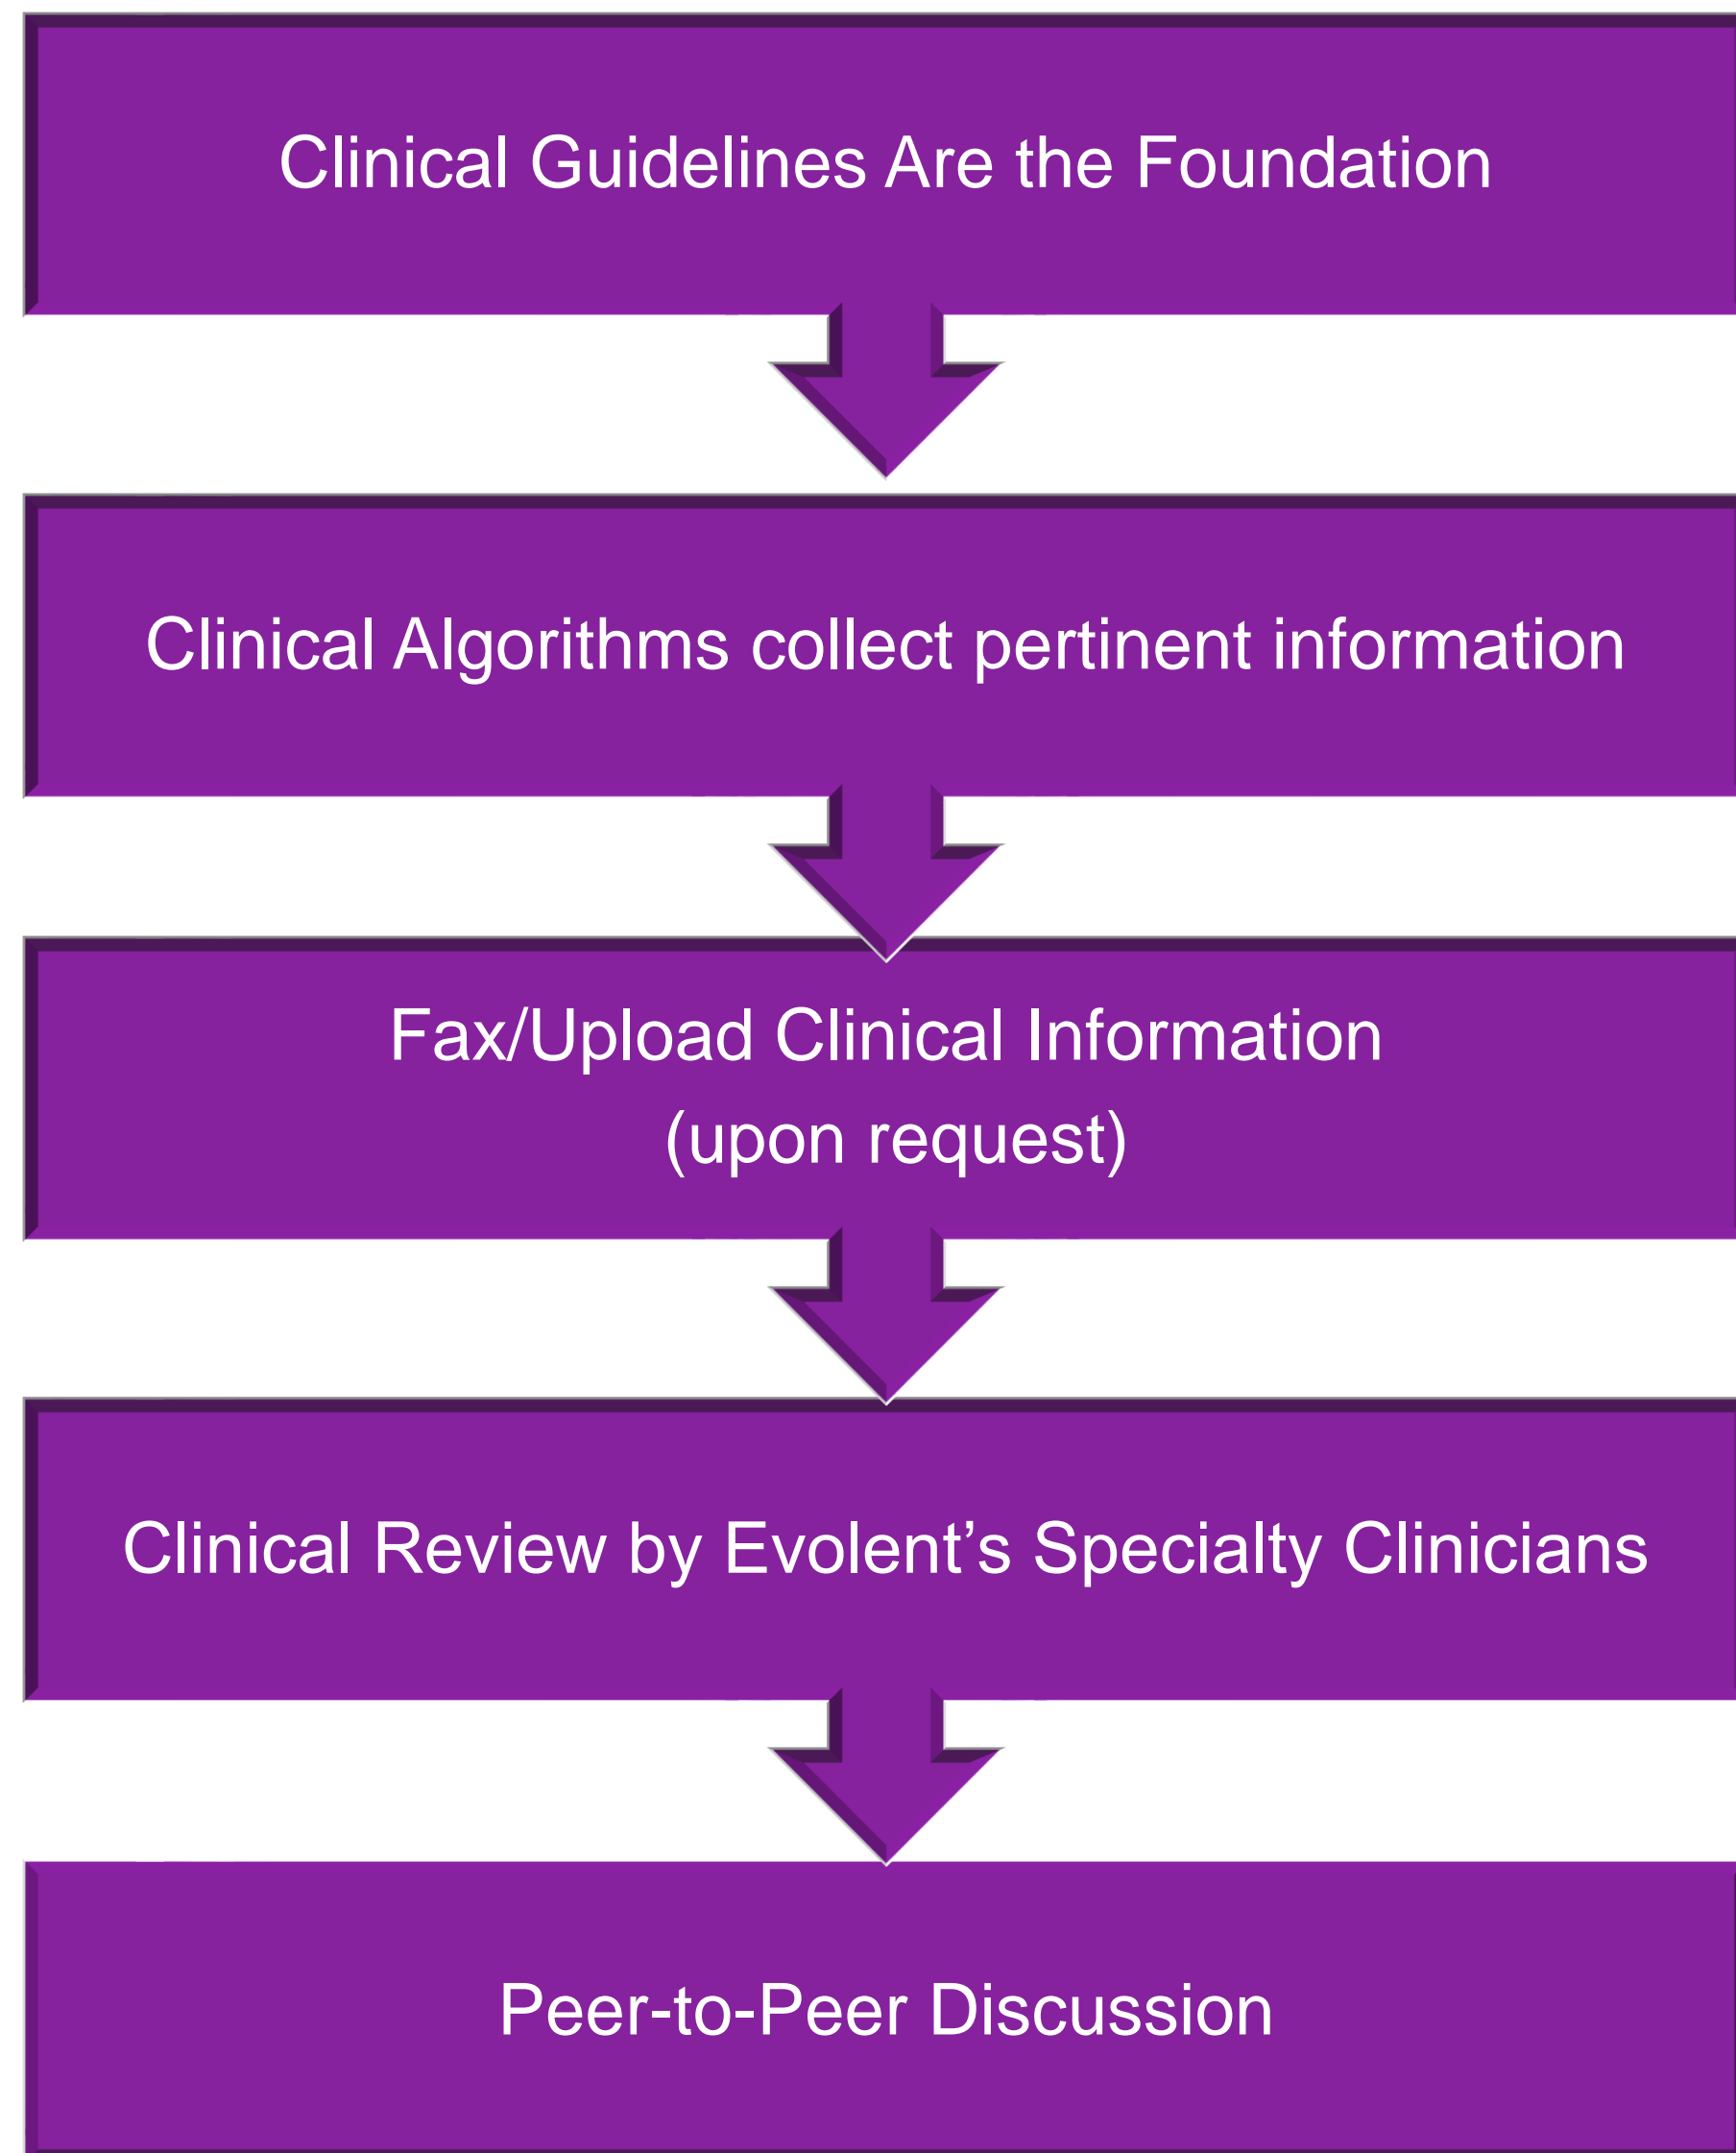 Clinical Guidelines Are the Foundation
Clinical Algorithms collect pertinent information
Fax/Upload Clinical Information
(upon request)
Clinical Review by Evolent’s Specialty Clinicians
Peer-to-Peer Discussion